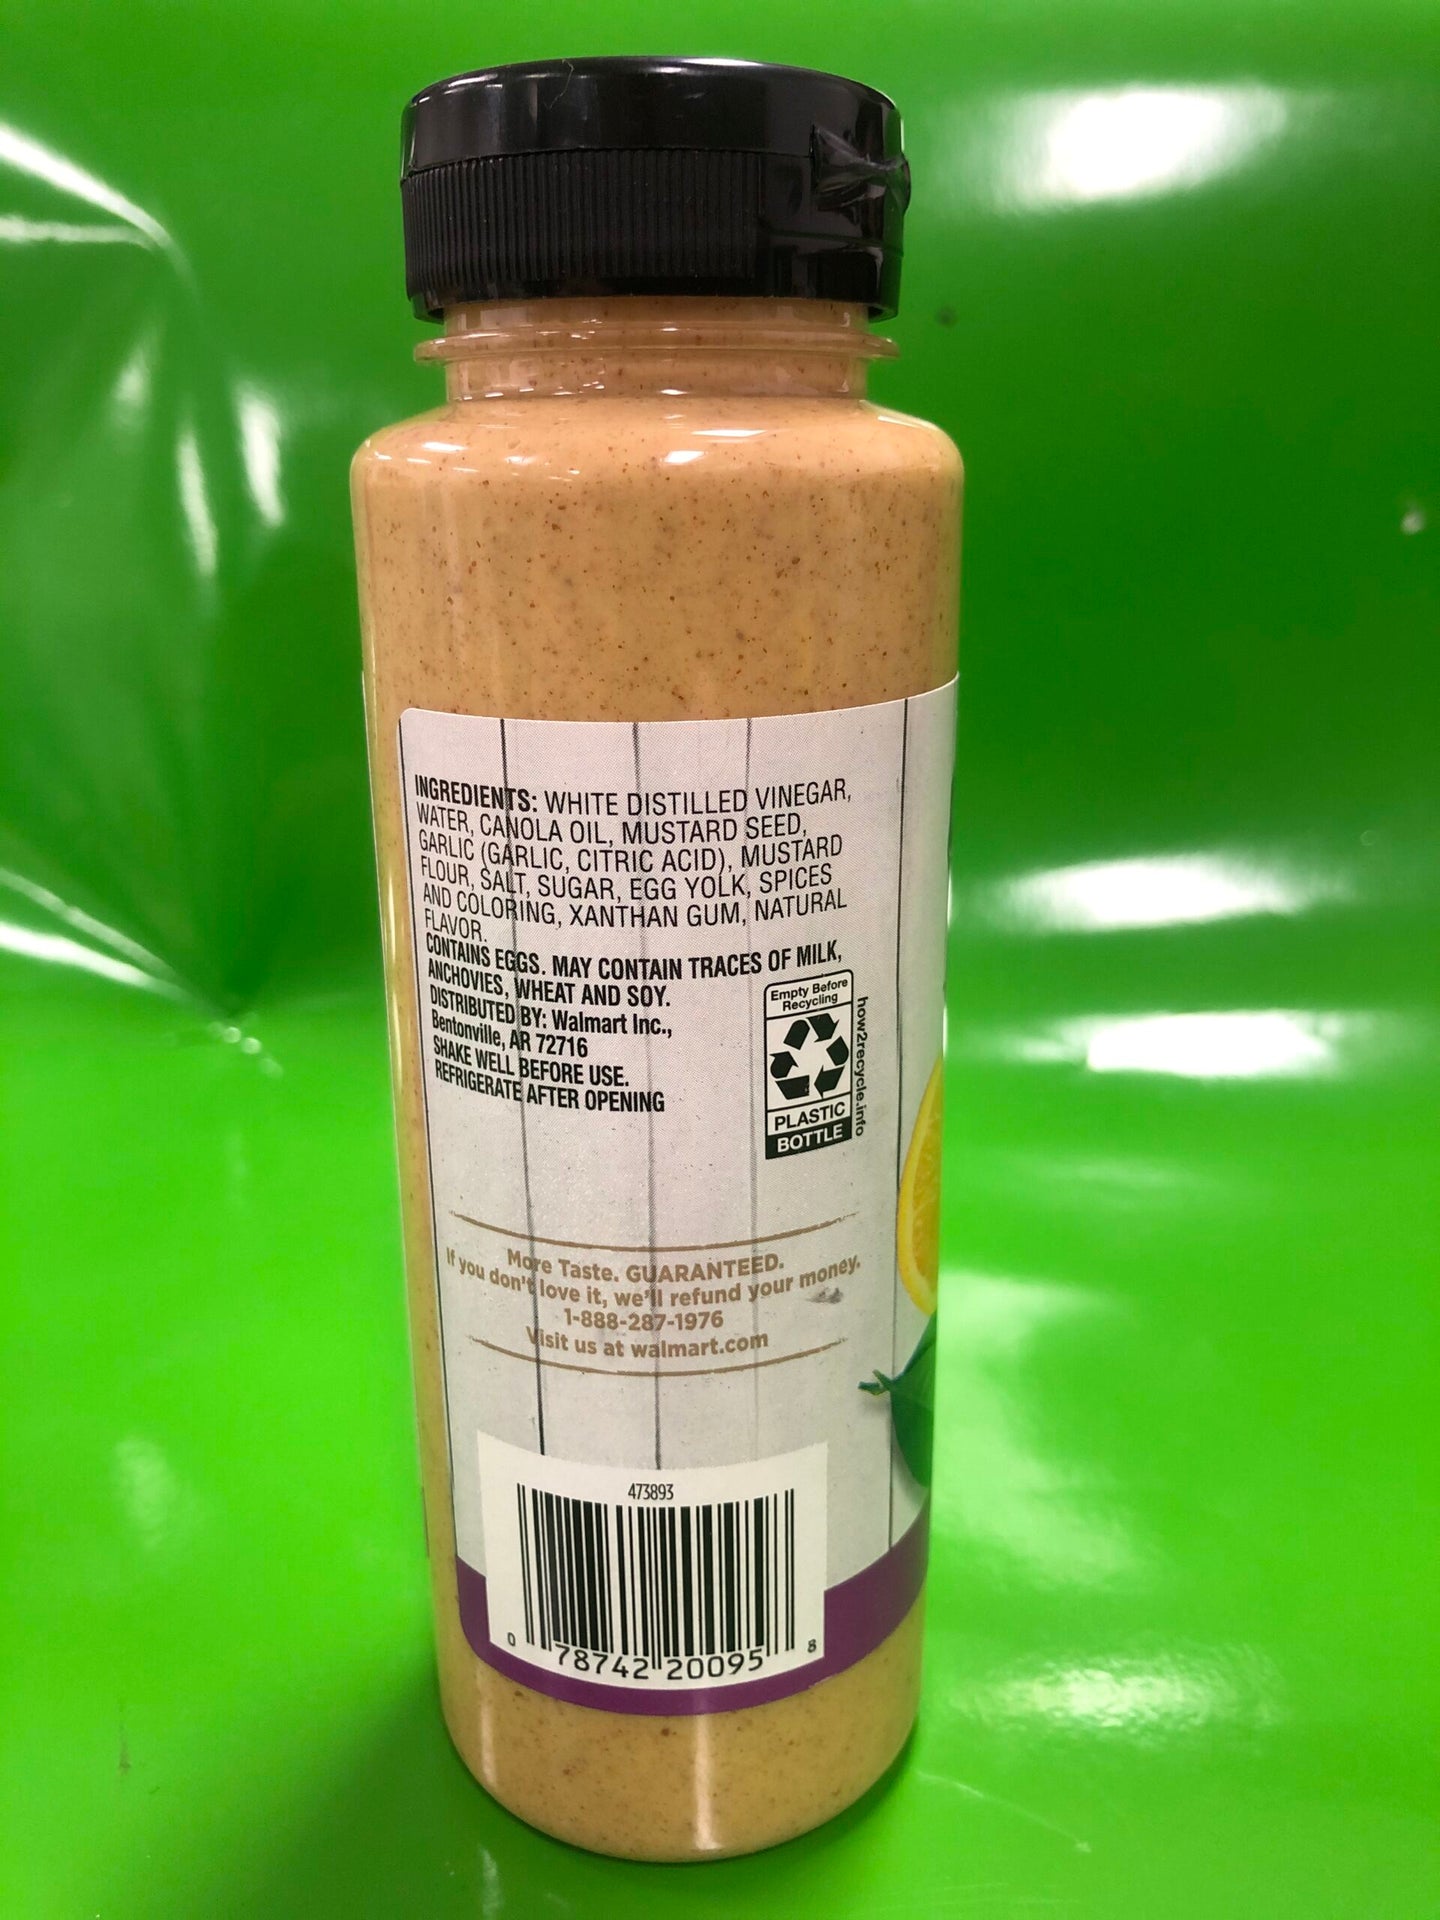 INGREDIENTS: WHITE DISTILLED VINEGAR,
WATER, CANOLA OIL, MUSTARD SEED,
GARLIC (GARLIC, CITRIC ACID), MUSTARD
FLOUR, SALT, SUGAR, EGG YOLK, SPICES
AND COLORING, XANTHAN GUM, NATURAL
FLAVOR.
CONTAINS EGGS. MAY CONTAIN TRACES OF MILK,
ANCHOVIES, WHEAT AND SOY.
DISTRIBUTED BY: Walmart Inc.,
Bentonville, AR 72716
SHAKE WELL BEFORE USE.
REFRIGERATE AFTER OPENING
Empty Before
Recycling
PLASTIC
BOTTLE
how2recycle.info
More Taste. GUARANTEED.
If you don't love it, we'll refund your money.
1-888-287-1976
Visit us at walmart.com
473893
0 78742 20095 8